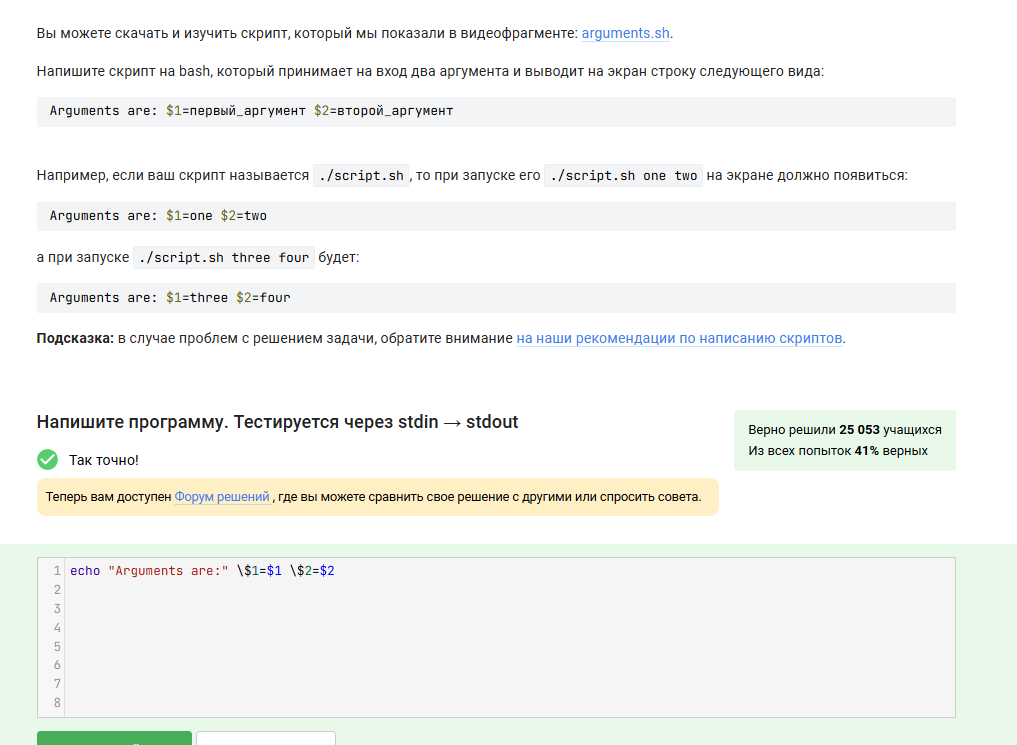 Вы можете скачать и изучить скрипт, который мы показали в видеофрагменте: arguments.sh.
Напишите скрипт на bash, который принимает на вход два аргумента и выводит на экран строку следующего вида:
Arguments are: $1=первый_аргумент $2=второй_аргумент
Например, если ваш скрипт называется ./script.sh, то при запуске его ./script.sh one two на экране должно появиться:
Arguments are: $1=one $2=two
а при запуске ./script.sh three four будет:
Arguments are: $1=three $2=four
Подсказка: в случае проблем с решением задачи, обратите внимание на наши рекомендации по написанию скриптов.
Напишите программу. Тестируется через stdin → stdout
Верно решили 25 053 учащихся
Из всех попыток 41% верных
Так точно!
Теперь вам доступен Форум решений, где вы можете сравнить свое решение с другими или спросить совета.
1 echo "Arguments are:" \$1=$1 \$2=$2
2
3
4
5
6
7
8